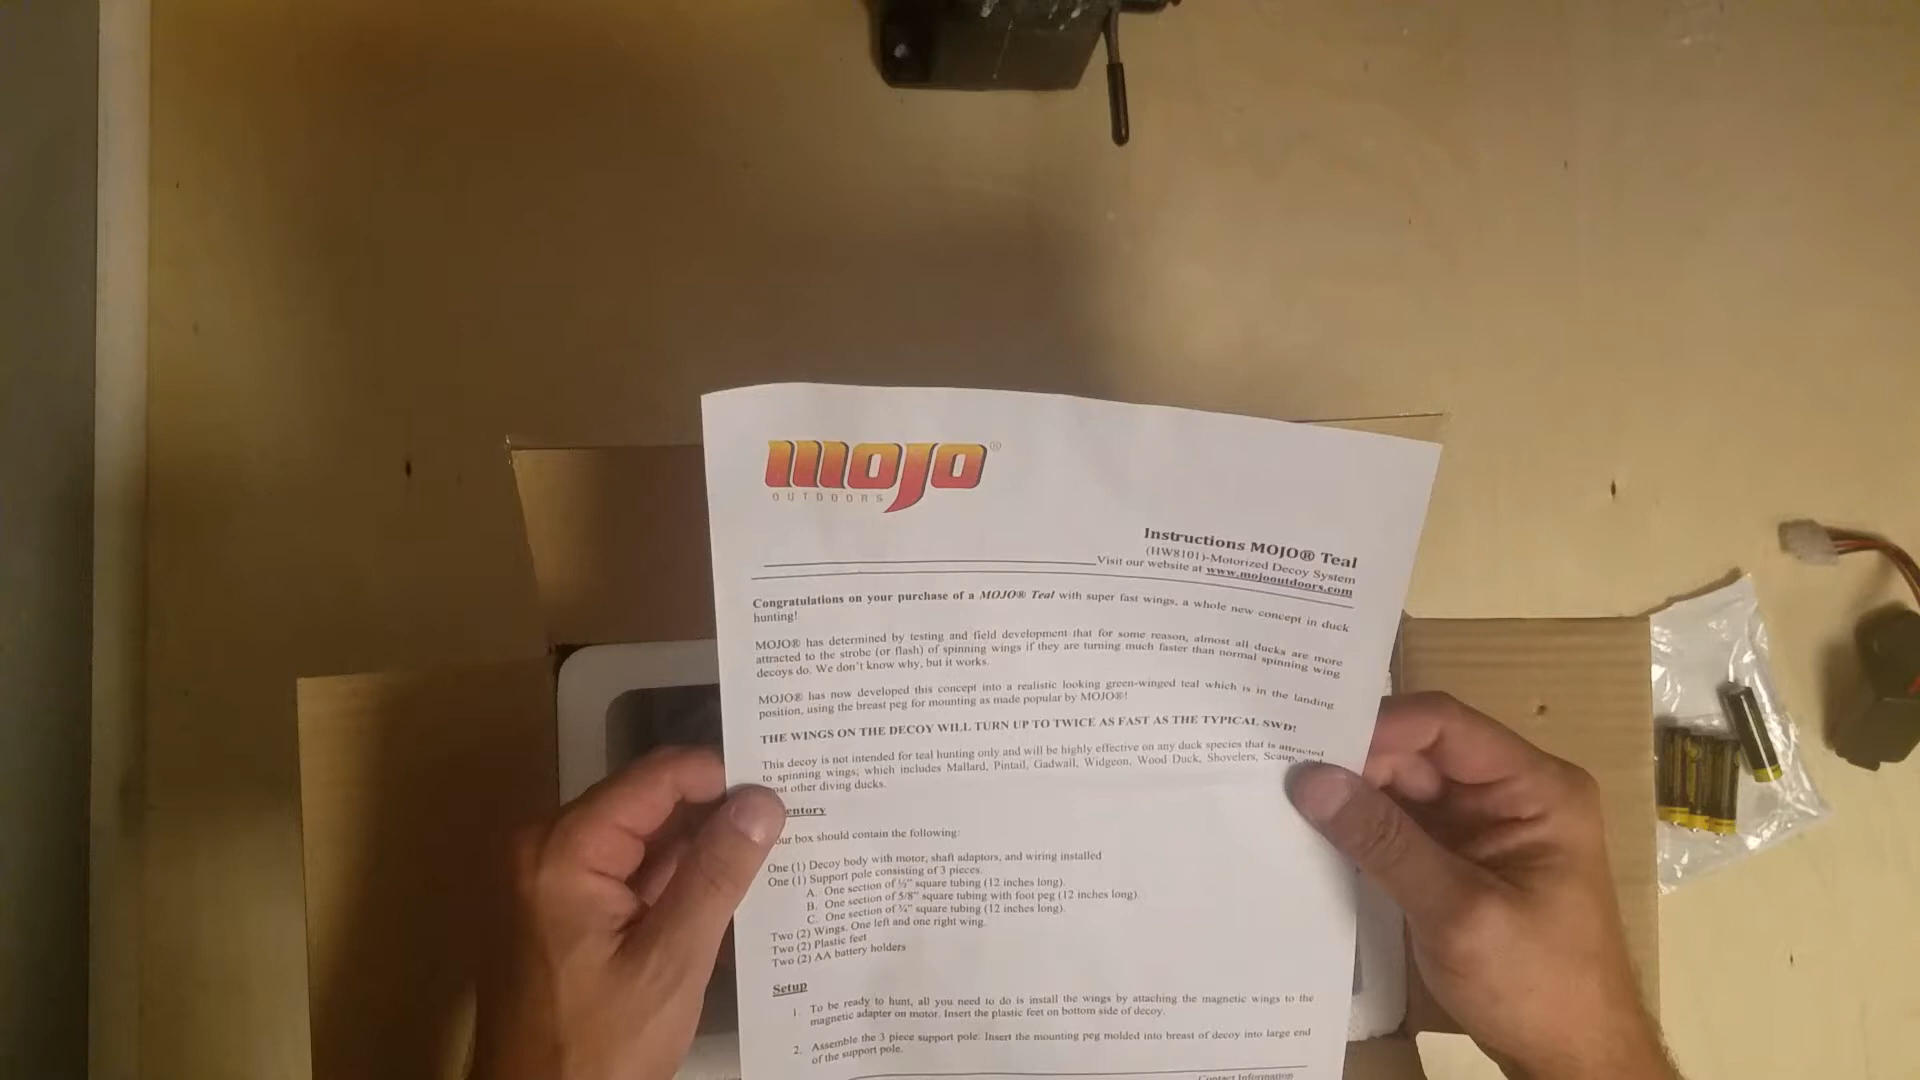 mojo®
OUTDOORS
Instructions MOJO® Teal
(HW8101)-Motorized Decoy System
Visit our website at www.mojooutdoors.com
Congratulations on your purchase of a MOJO® Teal with super fast wings, a whole new concept in duck
hunting!
MOJO® has determined by testing and field development that for some reason, almost all ducks are more
attracted to the strobe (or flash) of spinning wings if they are turning much faster than normal spinning wing
decoys do. We don't know why, but it works.
MOJO® has now developed this concept into a realistic looking green-winged teal which is in the landing
position, using the breast peg for mounting as made popular by MOJO®!
THE WINGS ON THE DECOY WILL TURN UP TO TWICE AS FAST AS THE TYPICAL SWD!
This decoy is not intended for teal hunting only and will be highly effective on any duck species that is attracted
to spinning wings; which includes Mallard, Pintail, Gadwall, Widgeon, Wood Duck, Shovelers, Scaup,
ost other diving ducks.
entory
our box should contain the following:
One (1) Decoy body with motor, shaft adaptors, and wiring installed
One (1) Support pole consisting of 3 pieces.
A. One section of ½" square tubing (12 inches long).
B. One section of 5/8" square tubing with foot peg (12 inches long).
C. One section of ¾" square tubing (12 inches long).
Two (2) Wings. One left and one right wing.
Two (2) Plastic feet
Two (2) AA battery holders
Setup
1. To be ready to hunt, all you need to do is install the wings by attaching the magnetic wings to the
magnetic adapter on motor. Insert the plastic feet on bottom side of decoy.
2. Assemble the 3 piece support pole. Insert the mounting peg molded into breast of decoy into large end
of the support pole.
Contact Information